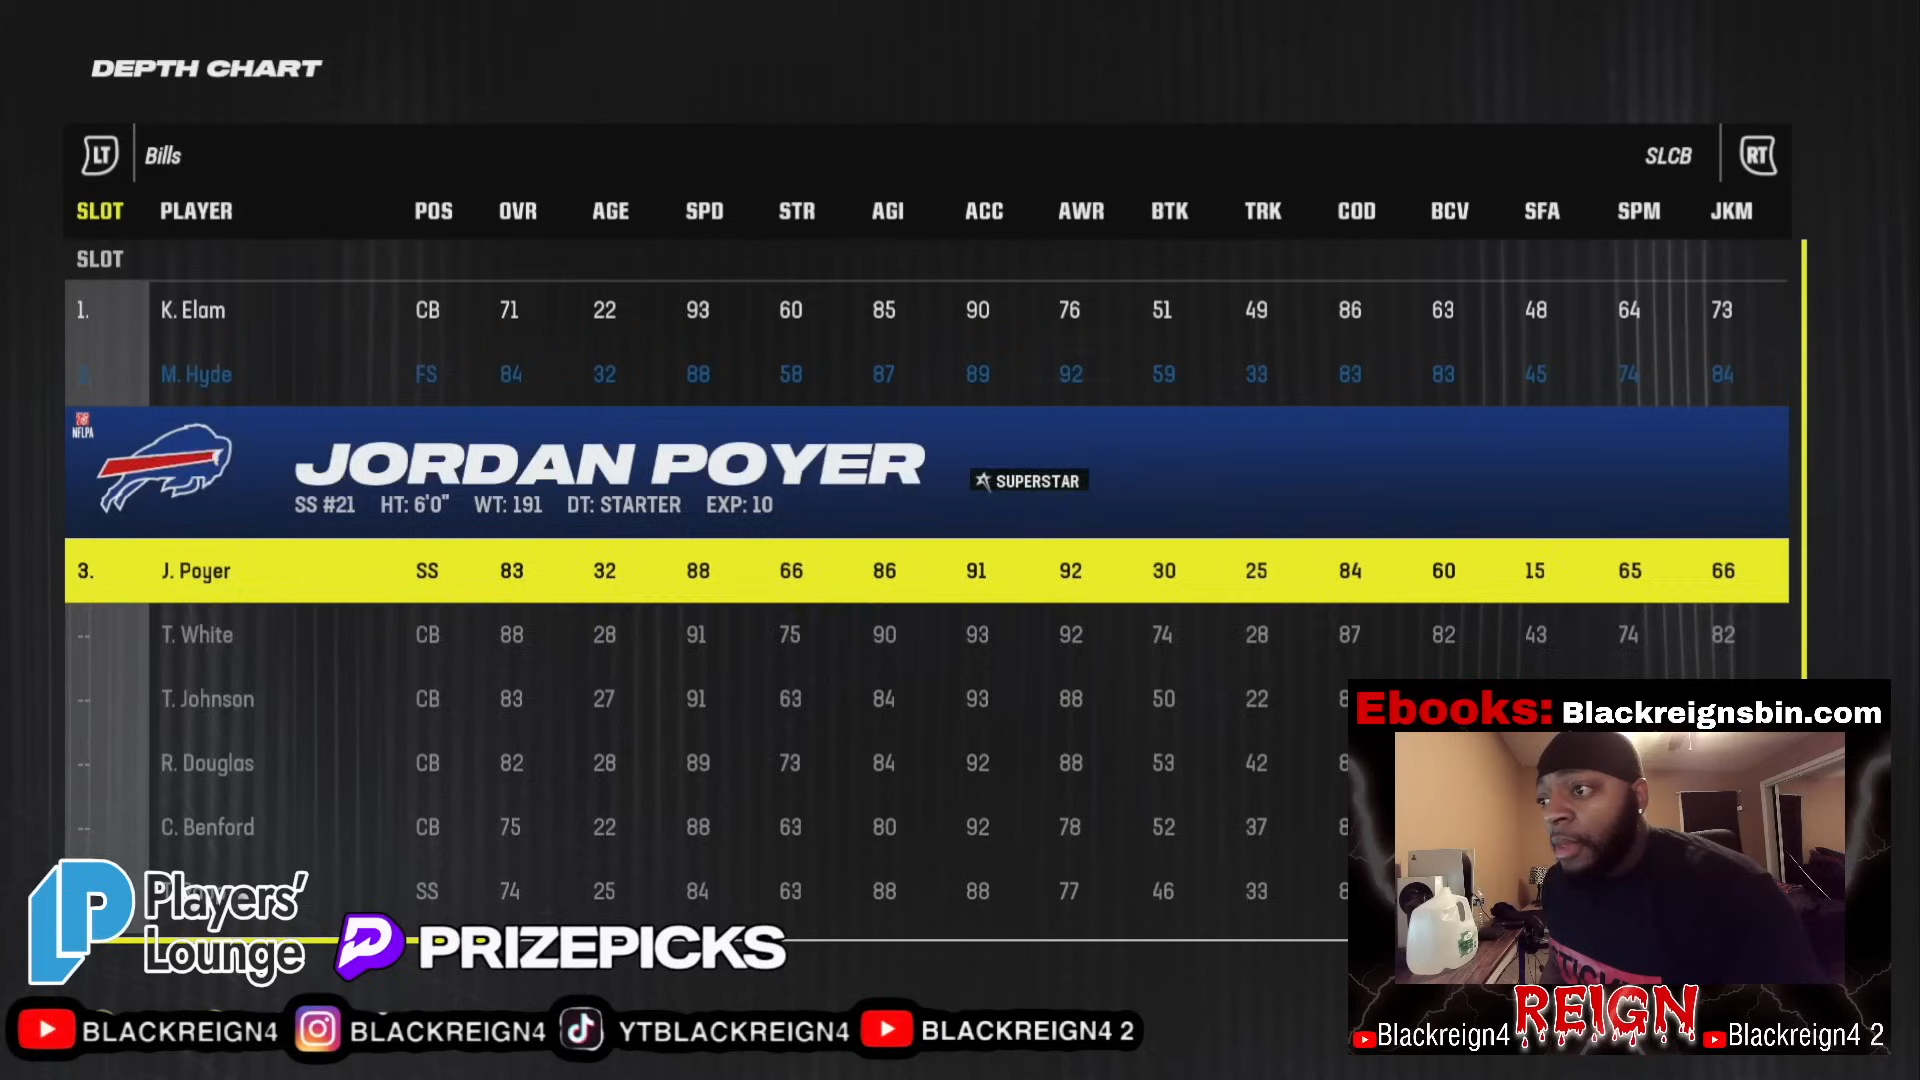 DEPTH CHART
LT Bills SLCB RT
SLOT PLAYER POS OVR AGE SPD STR AGI ACC AWR BTK TRK COD BCV SFA SPM JKM
SLOT
1. K. Elam CB 71 22 93 60 85 90 76 51 49 86 63 48 64 73
2. M. Hyde FS 84 32 88 58 87 89 92 59 33 83 83 45 74 84
NFLPA
JORDAN POYER SUPERSTAR
SS #21 HT: 6'0" WT: 191 DT: STARTER EXP: 10
3. J. Poyer SS 83 32 88 66 86 91 92 30 25 84 60 15 65 66
-- T. White CB 88 28 91 75 90 93 92 74 28 87 82 43 74 82
-- T. Johnson CB 83 27 91 63 84 93 88 50 22 8
-- R. Douglas CB 82 28 89 73 84 92 88 53 42 8
-- C. Benford CB 75 22 88 63 80 92 78 52 37 8
SS 74 25 84 63 88 88 77 46 33 8
Ebooks: Blackreignsbin.com
Players'
Lounge
PRIZEPICKS
REIGN
Blackreign4 Blackreign4 2
BLACKREIGN4 BLACKREIGN4 YTBLACKREIGN4 BLACKREIGN4 2